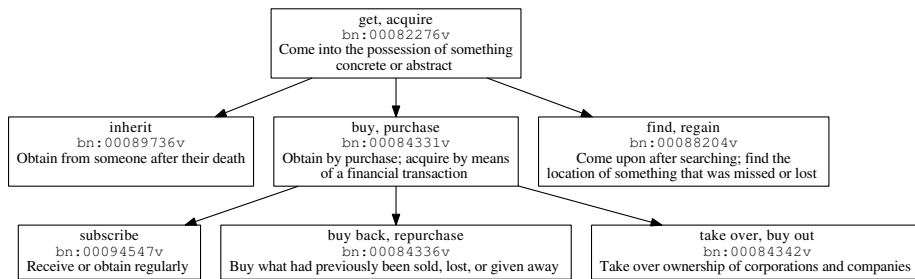 get, acquire
bn:00082276v
Come into the possession of something
concrete or abstract
inherit
bn:00089736v
Obtain from someone after their death
buy, purchase
bn:00084331v
Obtain by purchase; acquire by means
of a financial transaction
find, regain
bn:00088204v
Come upon after searching; find the
location of something that was missed or lost
subscribe
bn:00094547v
Receive or obtain regularly
buy back, repurchase
bn:00084336v
Buy what had previously been sold, lost, or given away
take over, buy out
bn:00084342v
Take over ownership of corporations and companies